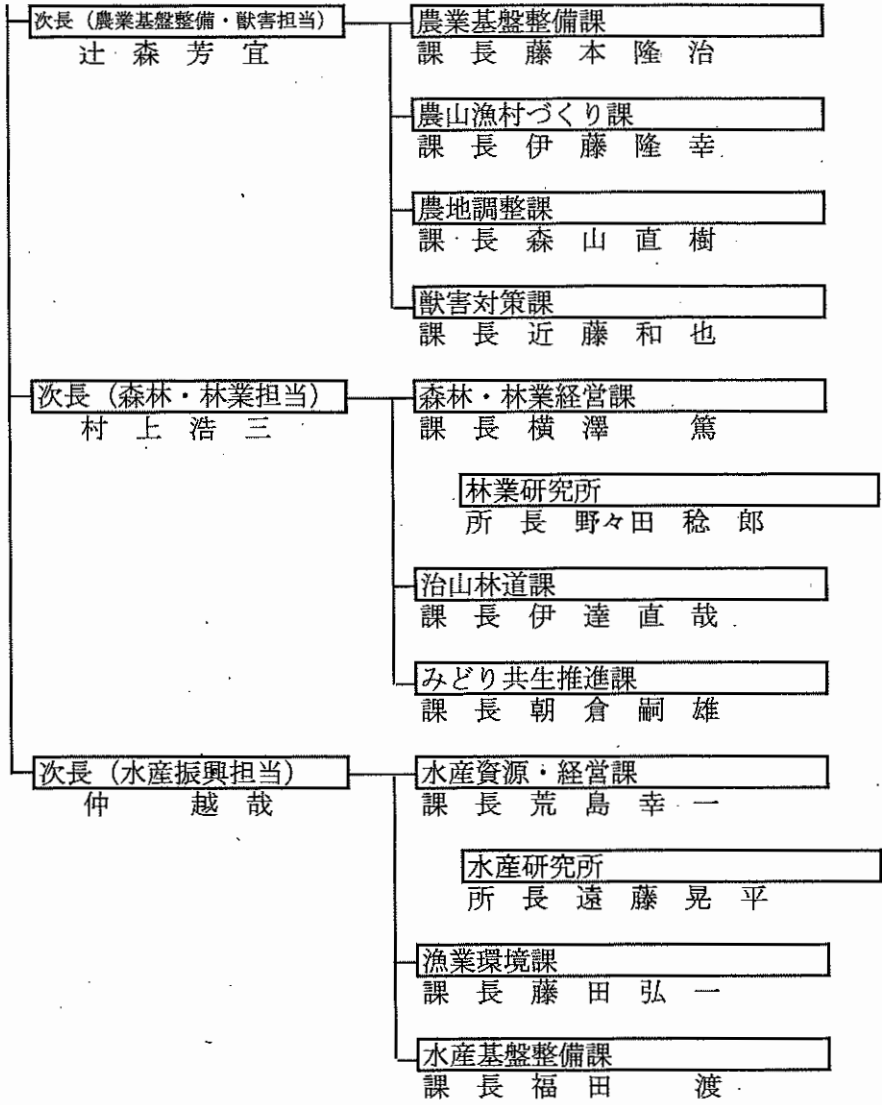 次長（農業基盤整備・獣害担当）
辻森芳宜
農業基盤整備課
課長藤本隆治
農山漁村づくり課
課長伊藤隆幸
農地調整課
課長森山直樹
獣害対策課
課長近藤和也
次長（森林・林業担当）
村上浩三
森林・林業経営課
課長横澤　篤
林業研究所
所長野々田稔郎
治山林道課
課長伊達直哉
みどり共生推進課
課長朝倉嗣雄
次長（水産振興担当）
仲　越哉
水産資源・経営課
課長荒島幸一
水産研究所
所長遠藤晃平
漁業環境課
課長藤田弘一
水産基盤整備課
課長福田　渡